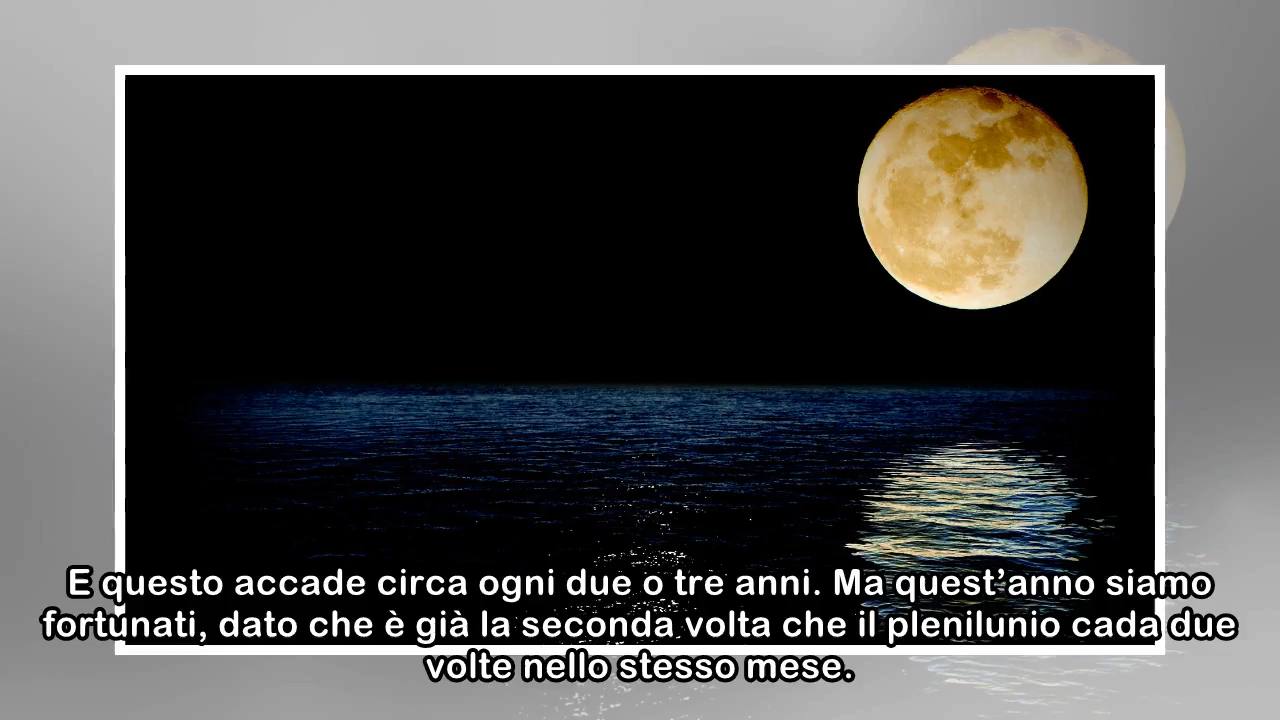 E questo accade circa ogni due o tre anni. Ma quest’anno siamo
fortunati, dato che è già la seconda volta che il plenilunio cada due
volte nello stesso mese.